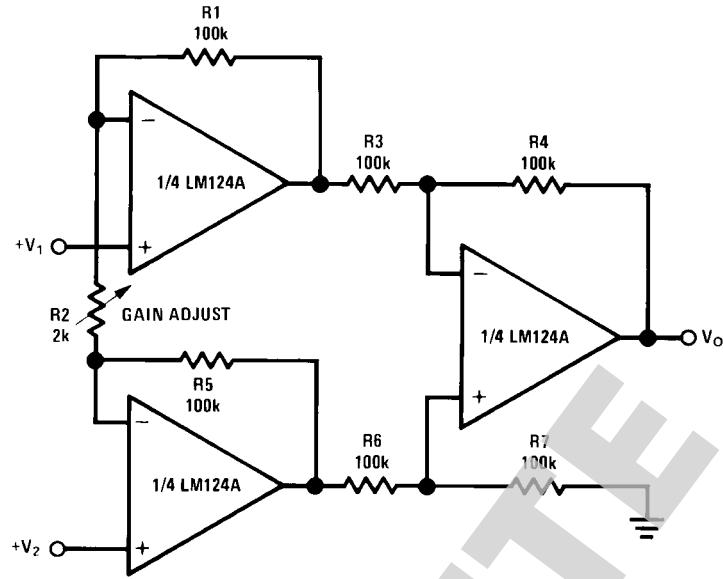 R1
100k
1/4 LM124A
+V1
R3
100k
R4
100k
R2
2k
GAIN ADJUST
1/4 LM124A
VO
R5
100k
1/4 LM124A
R6
100k
R7
100k
+V2